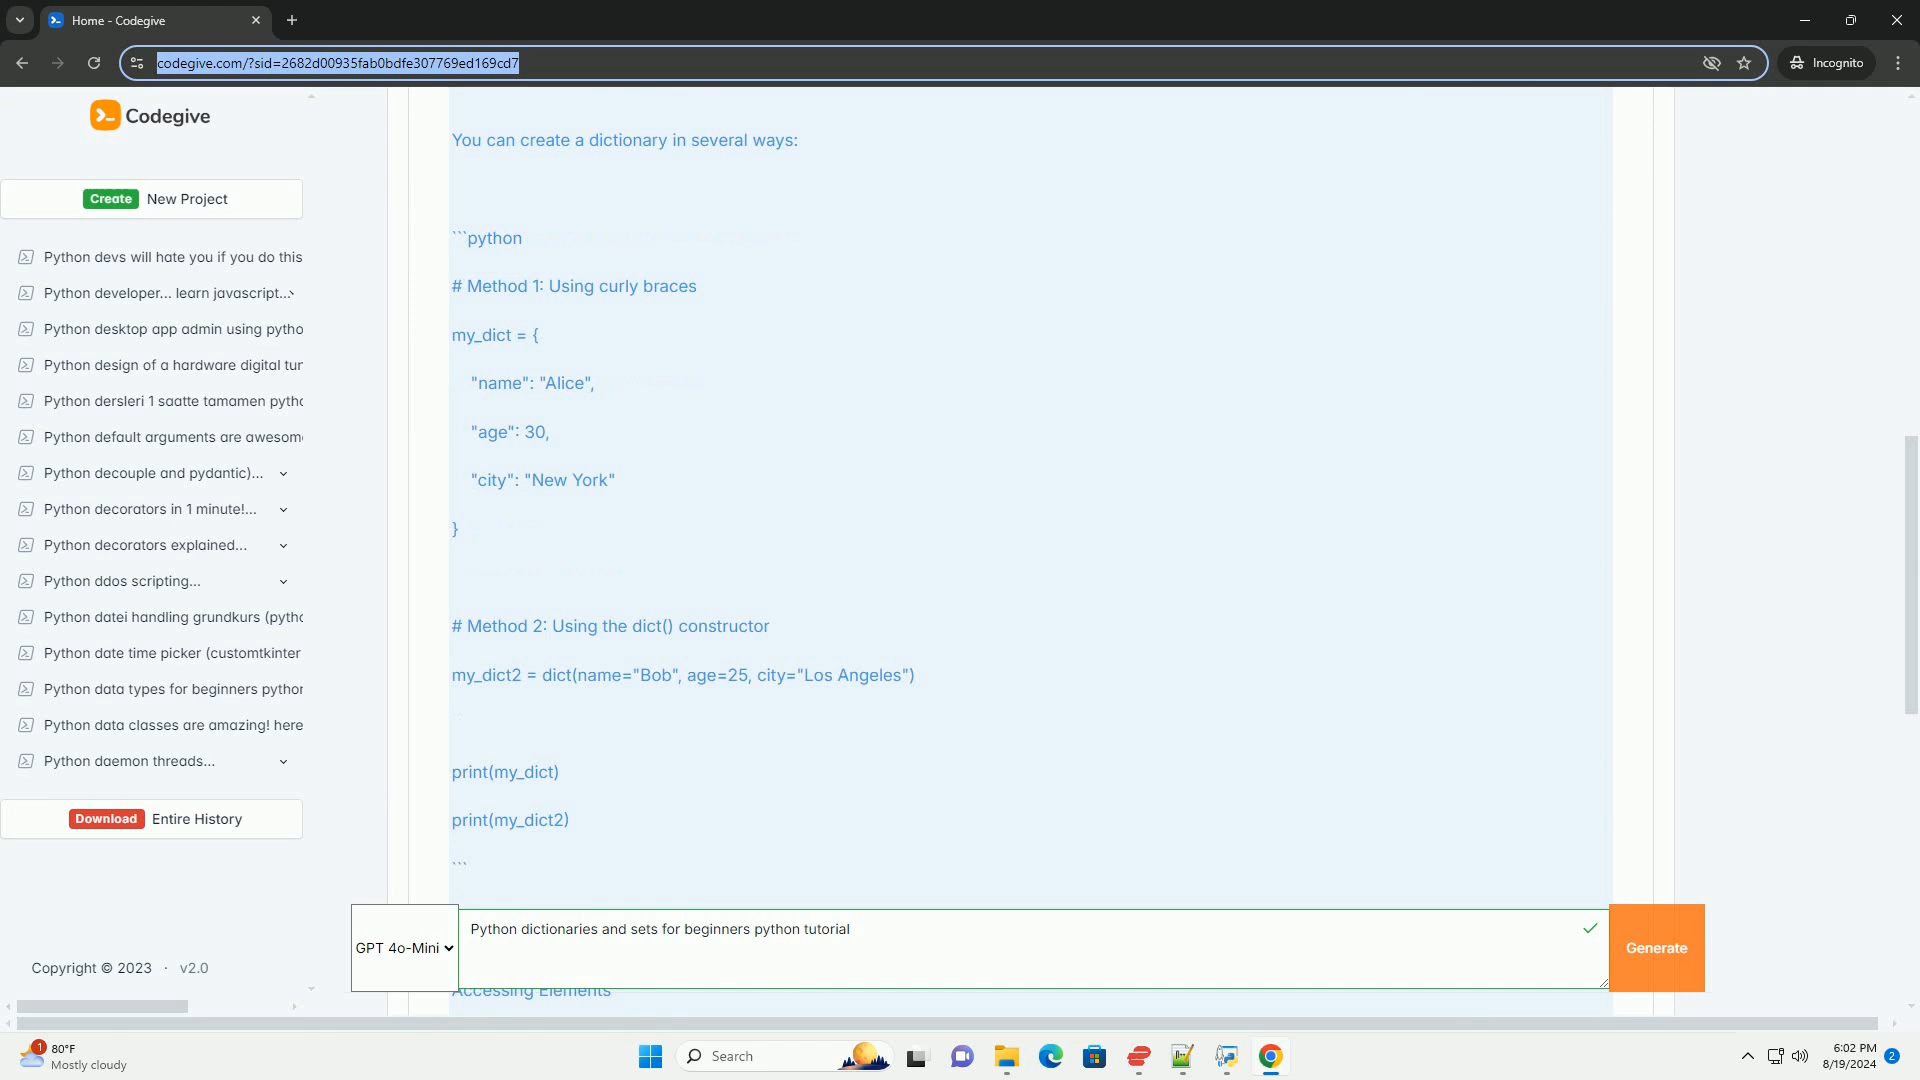 Home - Codegive
codegive.com/?sid=2682d00935fab0bdfe307769ed169cd7
Incognito
Codegive
Create New Project
Python devs will hate you if you do this
Python developer... learn javascript...
Python desktop app admin using pytho
Python design of a hardware digital tur
Python dersleri 1 saatte tamamen pytho
Python default arguments are awesom
Python decouple and pydantic)...
Python decorators in 1 minute!...
Python decorators explained...
Python ddos scripting...
Python datei handling grundkurs (pytho
Python date time picker (customtkinter
Python data types for beginners python
Python data classes are amazing! here
Python daemon threads...
Download Entire History
Copyright © 2023 · v2.0
You can create a dictionary in several ways:
```python
# Method 1: Using curly braces
my_dict = {
"name": "Alice",
"age": 30,
"city": "New York"
}
# Method 2: Using the dict() constructor
my_dict2 = dict(name="Bob", age=25, city="Los Angeles")
print(my_dict)
print(my_dict2)
```
GPT 4o-Mini
Python dictionaries and sets for beginners python tutorial
Generate
Accessing Elements
1
80°F
Mostly cloudy
Search
6:02 PM
8/19/2024
2